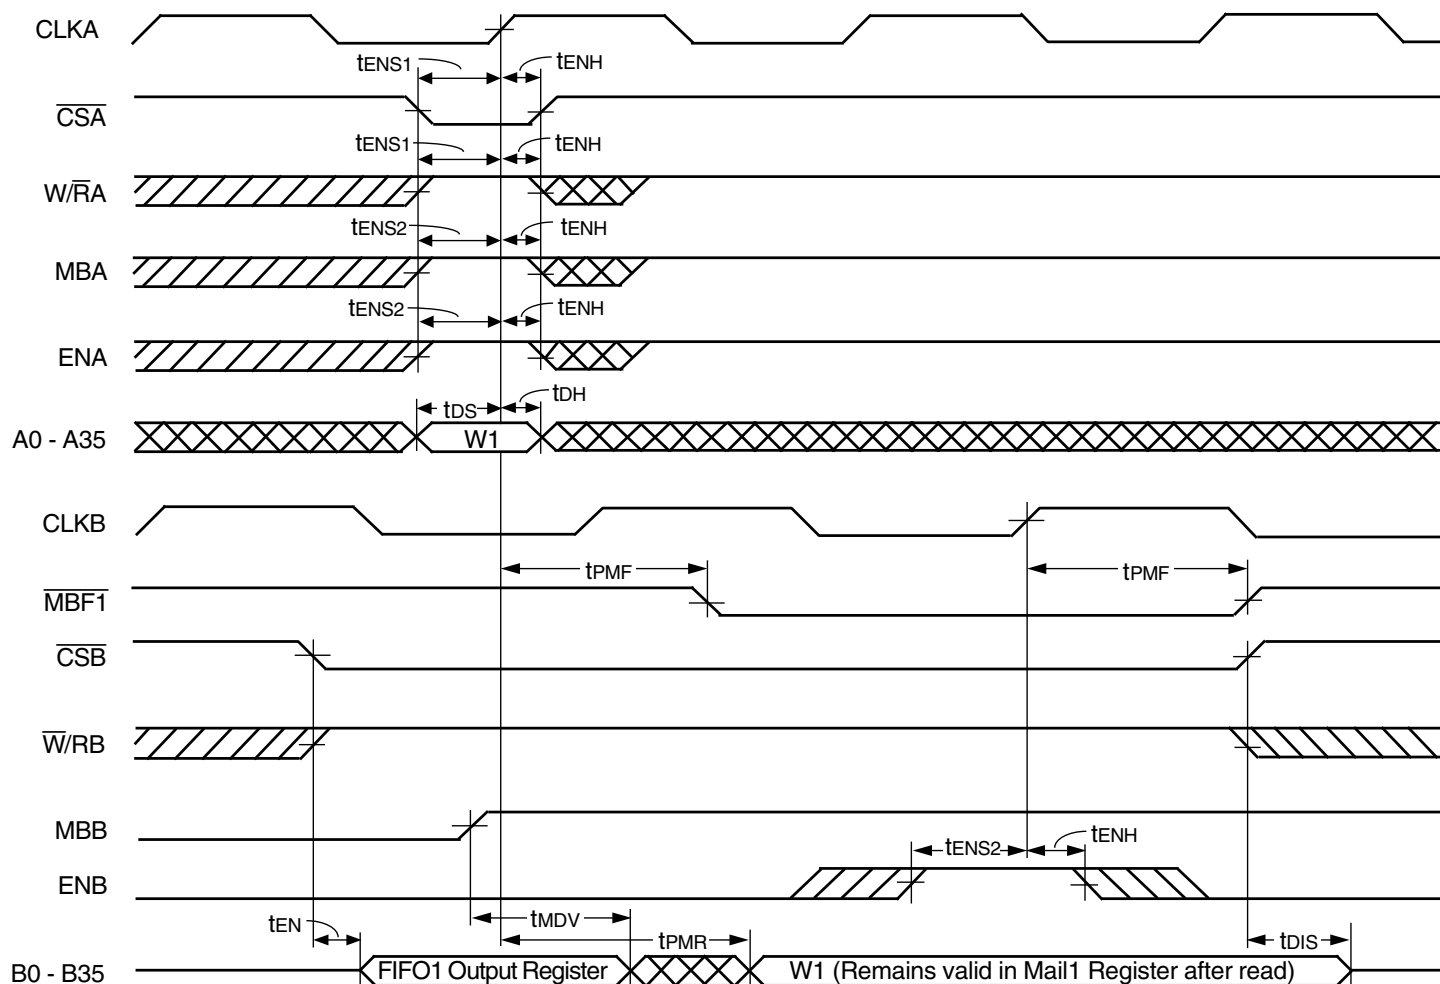 CLKA
tENS1 tENH
CSA
tENS1 tENH
W/RA
tENS2 tENH
MBA
tENS2 tENH
ENA
tDS tDH
A0 - A35 W1
CLKB
tPMF tPMF
MBF1
CSB
W/RB
MBB
tENS2 tENH
ENB
tEN tMDV tPMR tDIS
B0 - B35 FIFO1 Output Register W1 (Remains valid in Mail1 Register after read)